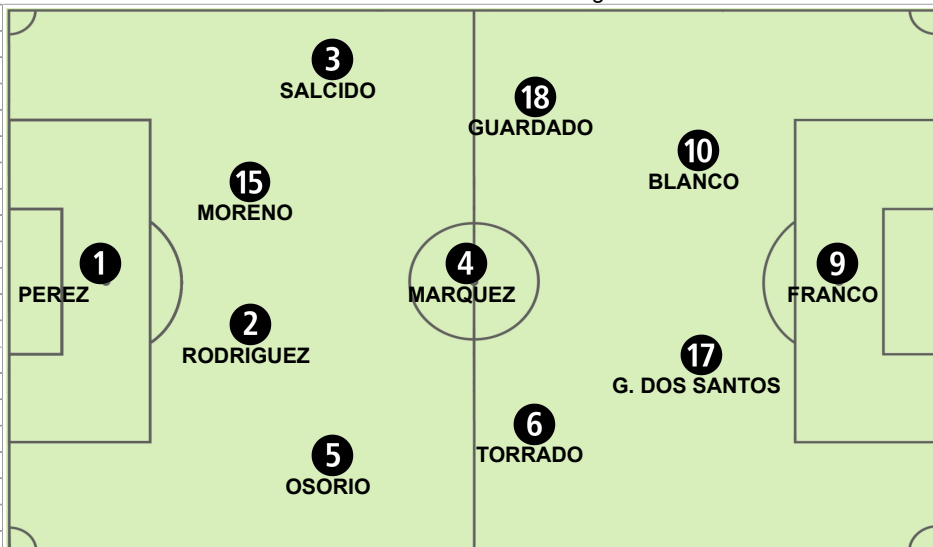 3
SALCIDO
18
GUARDADO
10
BLANCO
15
MORENO
1
PEREZ
4
MARQUEZ
9
FRANCO
2
RODRIGUEZ
17
G. DOS SANTOS
6
TORRADO
5
OSORIO